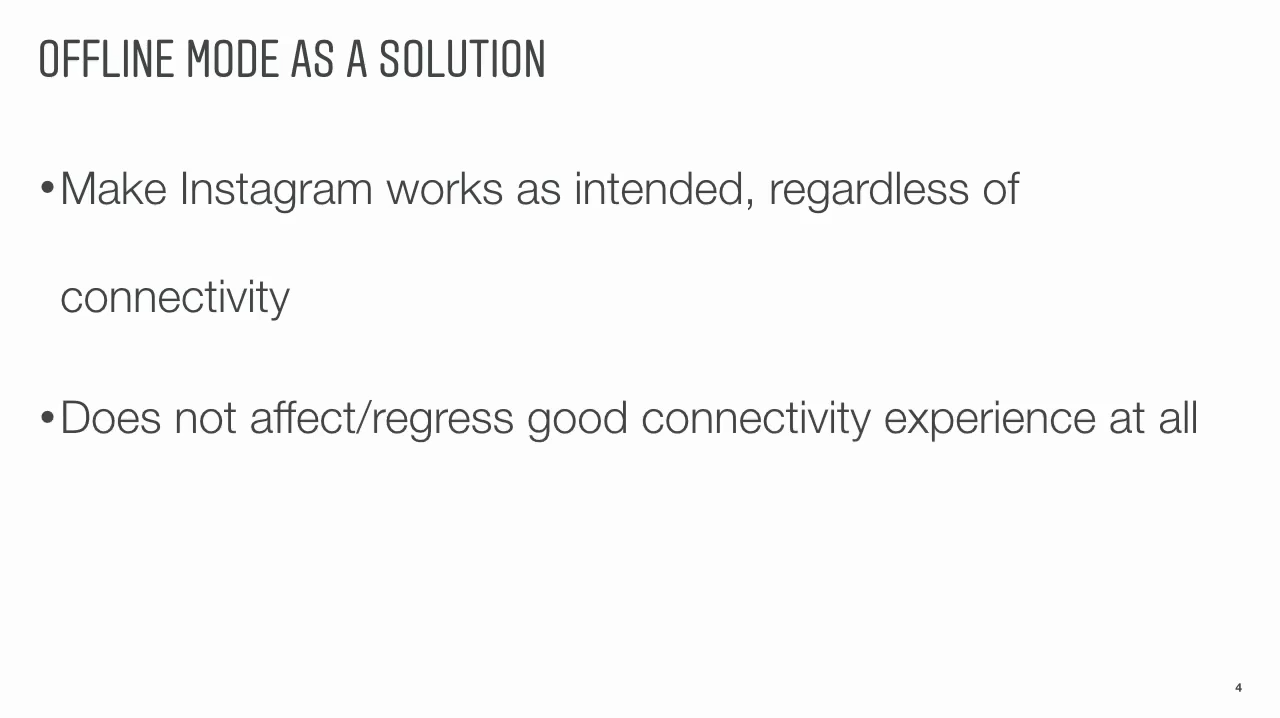 OFFLINE MODE AS A SOLUTION
•Make Instagram works as intended, regardless of
connectivity
•Does not affect/regress good connectivity experience at all
4